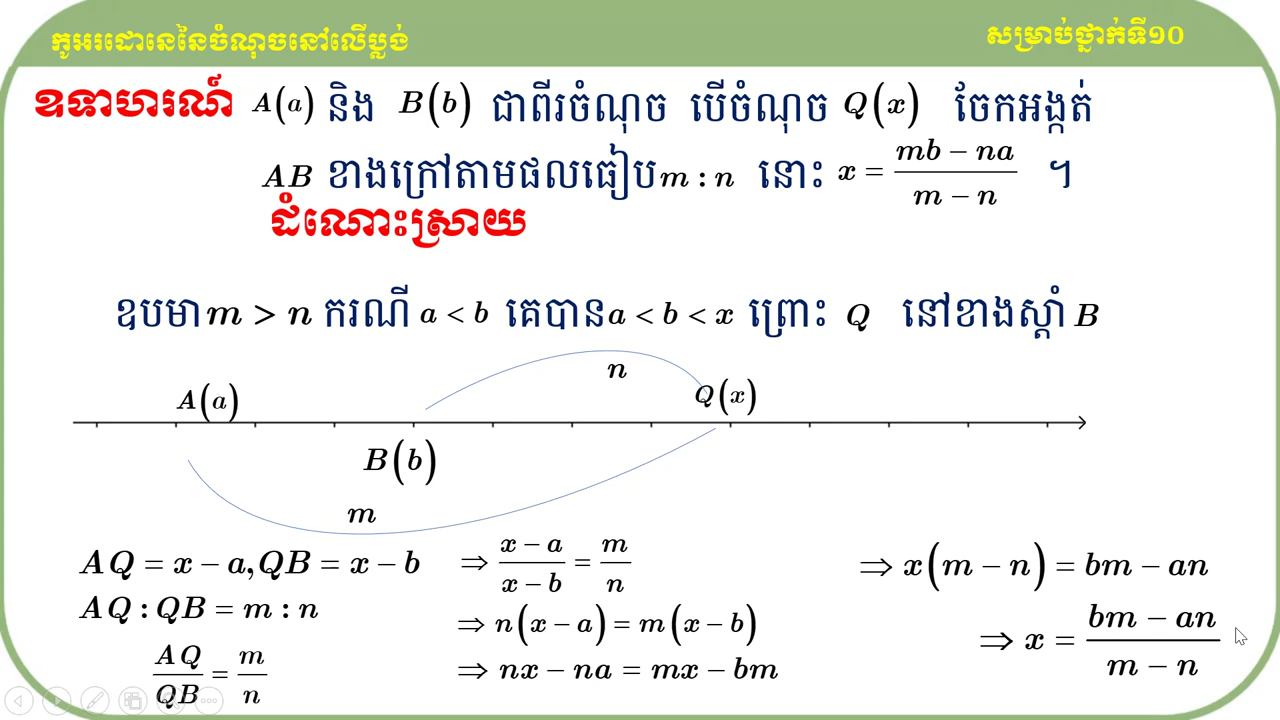 កូអរដោនេនៃចំណុចនៅលើប្លង់
សម្រាប់ថ្នាក់ទី១០
ឧទាហរណ៍ A(a) និង B(b) ជាពីរចំណុច បើចំណុច Q(x) ចែកអង្កត់
AB ខាងក្រៅតាមផលធៀប m : n នោះ x = (mb − na)/(m − n) ។
ដំណោះស្រាយ
ឧបមា m > n ករណី a < b គេបាន a < b < x ព្រោះ Q នៅខាងស្តាំ B
n
A(a)
Q(x)
B(b)
m
AQ = x − a, QB = x − b
AQ : QB = m : n
AQ/QB = m/n
⇒ (x − a)/(x − b) = m/n
⇒ n(x − a) = m(x − b)
⇒ nx − na = mx − bm
⇒ x(m − n) = bm − an
⇒ x = (bm − an)/(m − n)